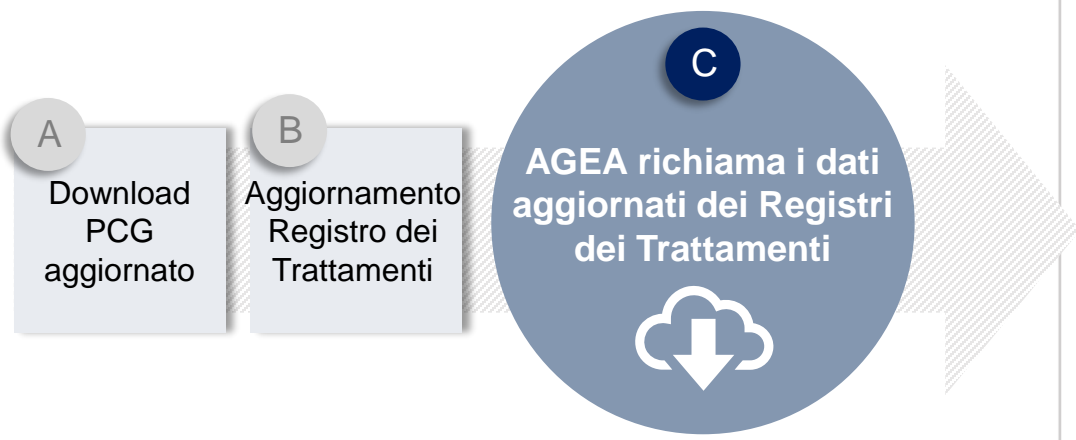 A
Download
PCG
aggiornato
B
Aggiornamento
Registro dei
Trattamenti
C
AGEA richiama i dati
aggiornati dei Registri
dei Trattamenti